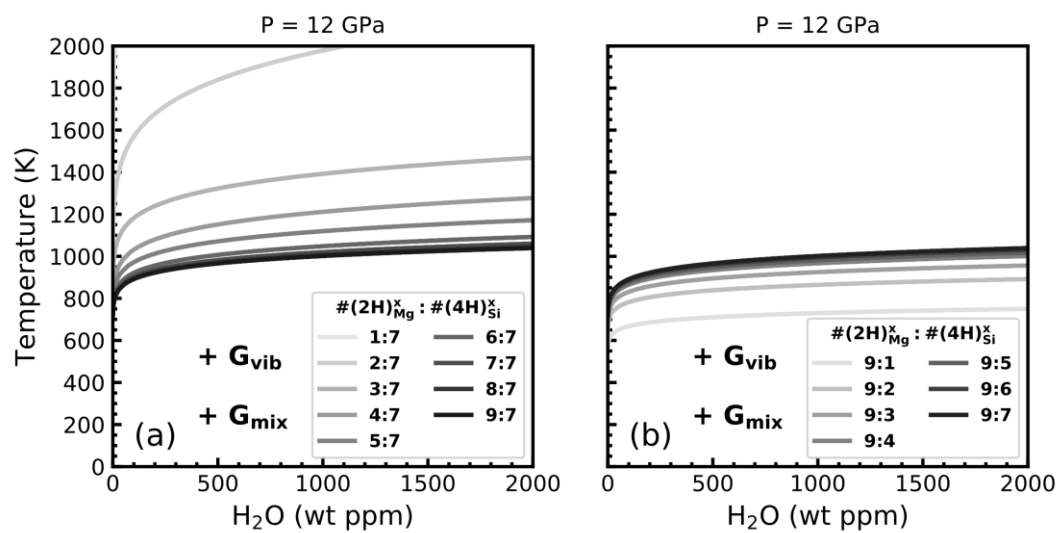 P = 12 GPa
2000
1800
1600
1400
1200
1000
800
600
400
200
0
Temperature (K)
#(2H)ˣMg : #(4H)ˣSi
1:7 6:7
2:7 7:7
3:7 8:7
4:7 9:7
5:7
+ Gvib
+ Gmix
(a)
0 500 1000 1500 2000
H₂O (wt ppm)
P = 12 GPa
#(2H)ˣMg : #(4H)ˣSi
9:1 9:5
9:2 9:6
9:3 9:7
9:4
+ Gvib
+ Gmix
(b)
0 500 1000 1500 2000
H₂O (wt ppm)